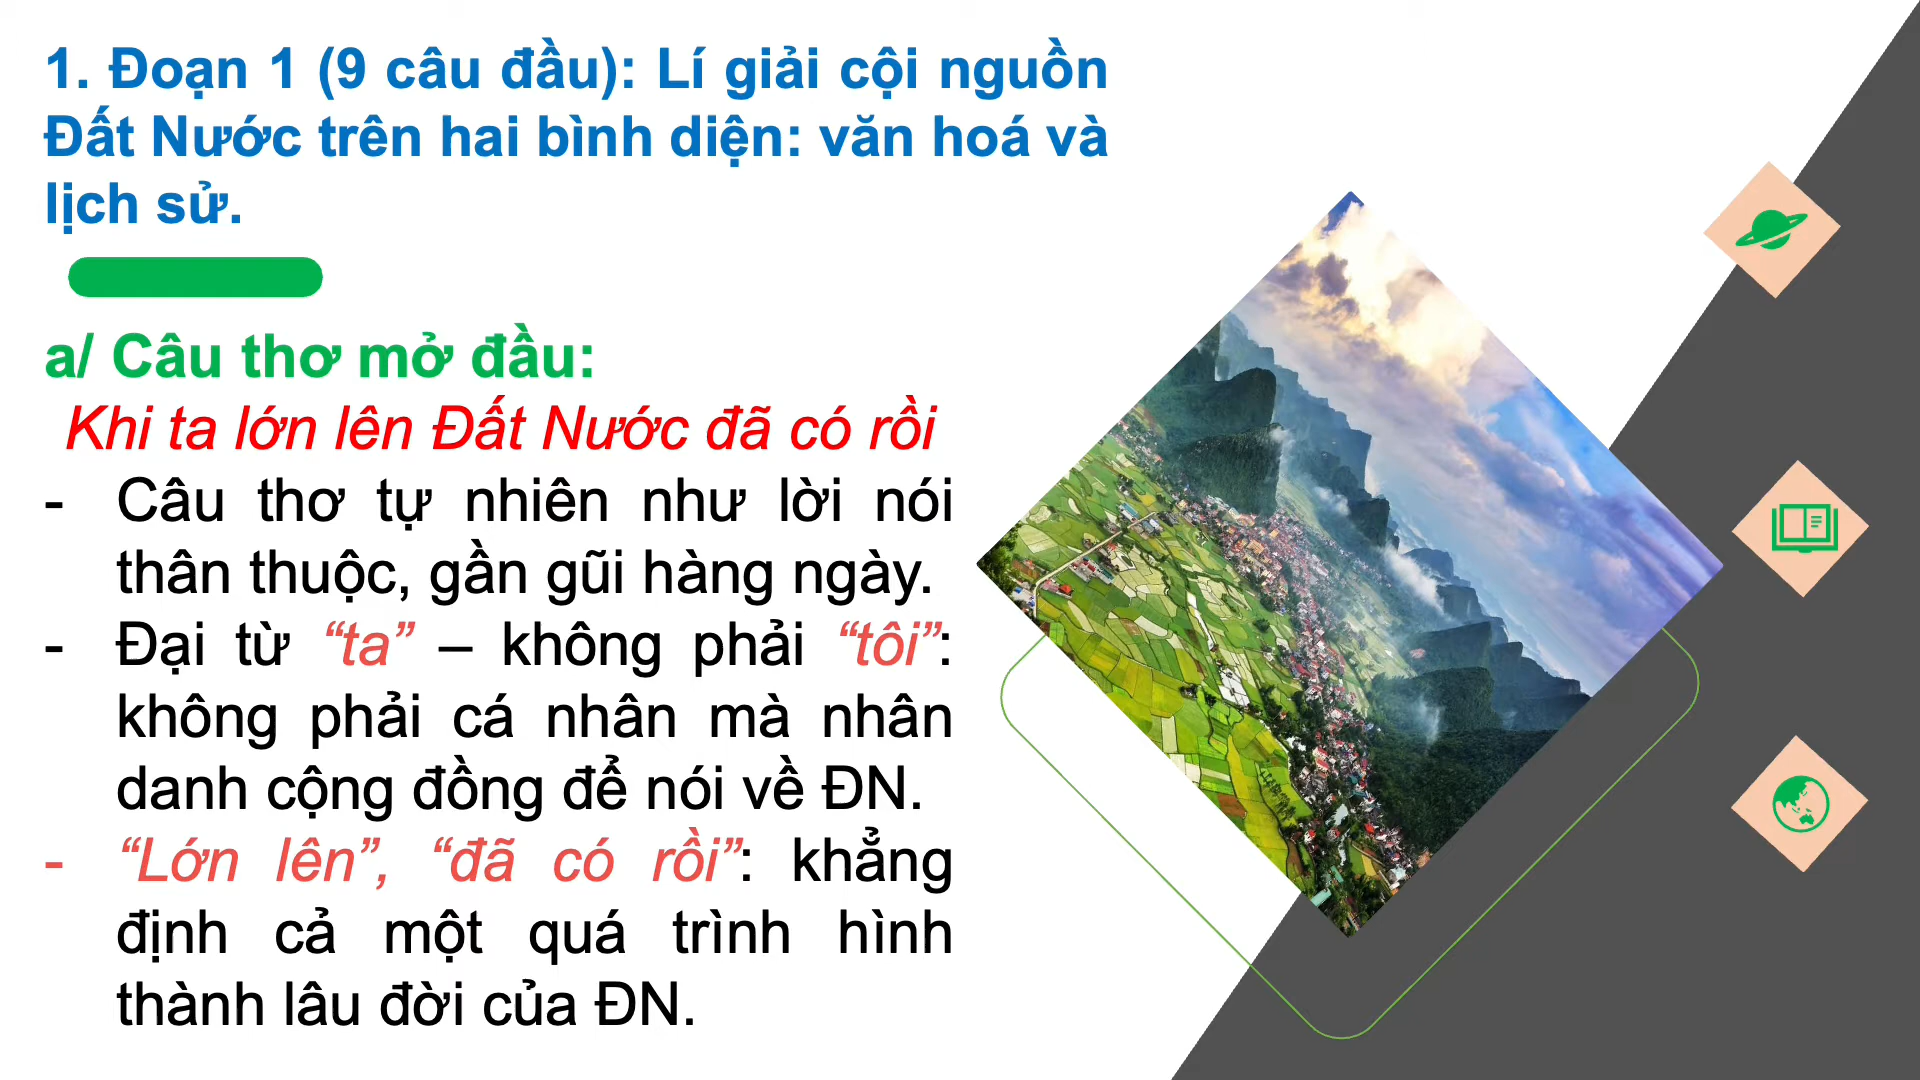 1. Đoạn 1 (9 câu đầu): Lí giải cội nguồn
Đất Nước trên hai bình diện: văn hoá và
lịch sử.
a/ Câu thơ mở đầu:
Khi ta lớn lên Đất Nước đã có rồi
- Câu thơ tự nhiên như lời nói
thân thuộc, gần gũi hàng ngày.
- Đại từ “ta” – không phải “tôi”:
không phải cá nhân mà nhân
danh cộng đồng để nói về ĐN.
- “Lớn lên”, “đã có rồi”: khẳng
định cả một quá trình hình
thành lâu đời của ĐN.